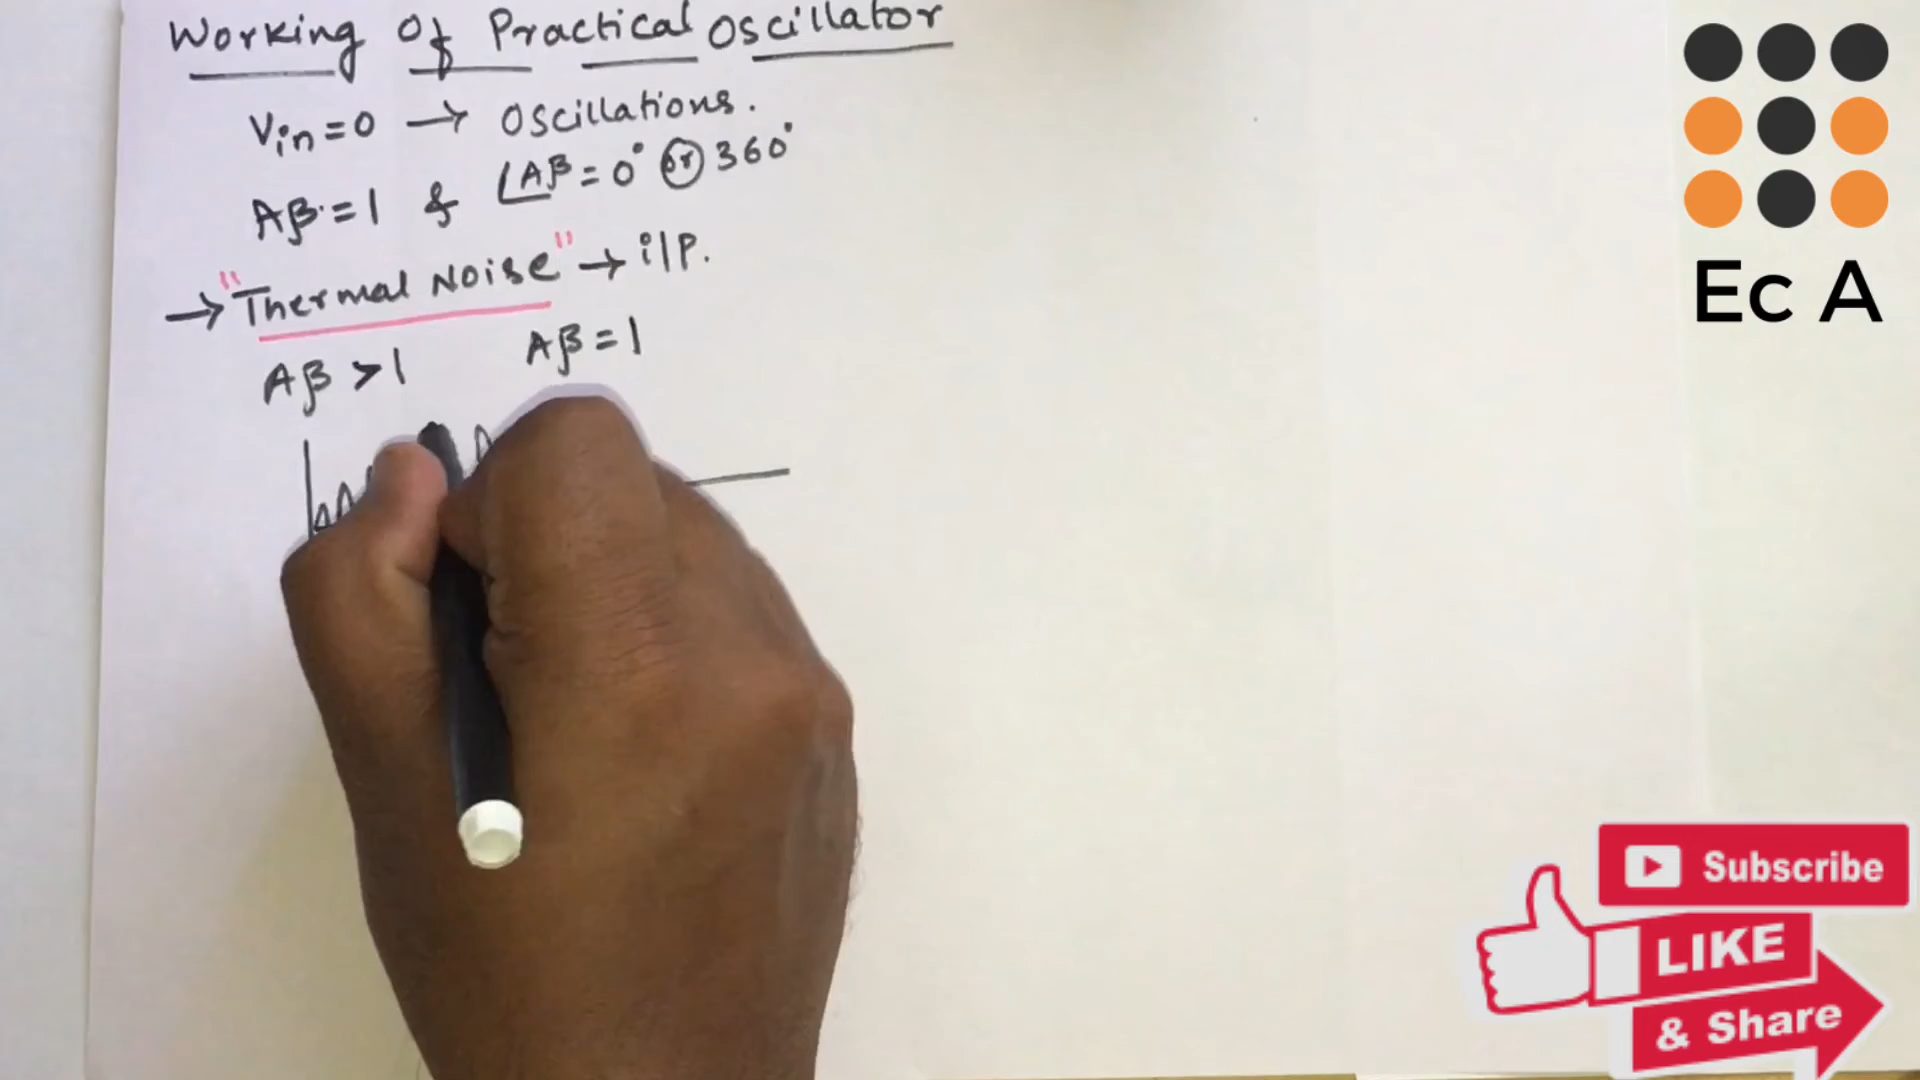 Working Of Practical Oscillator
Vin=0 → Oscillations.
Aβ=1 & ∠Aβ=0° or 360°
→"Thermal Noise" → i/p.
Aβ >1 Aβ=1
Ec A
Subscribe
LIKE
& Share